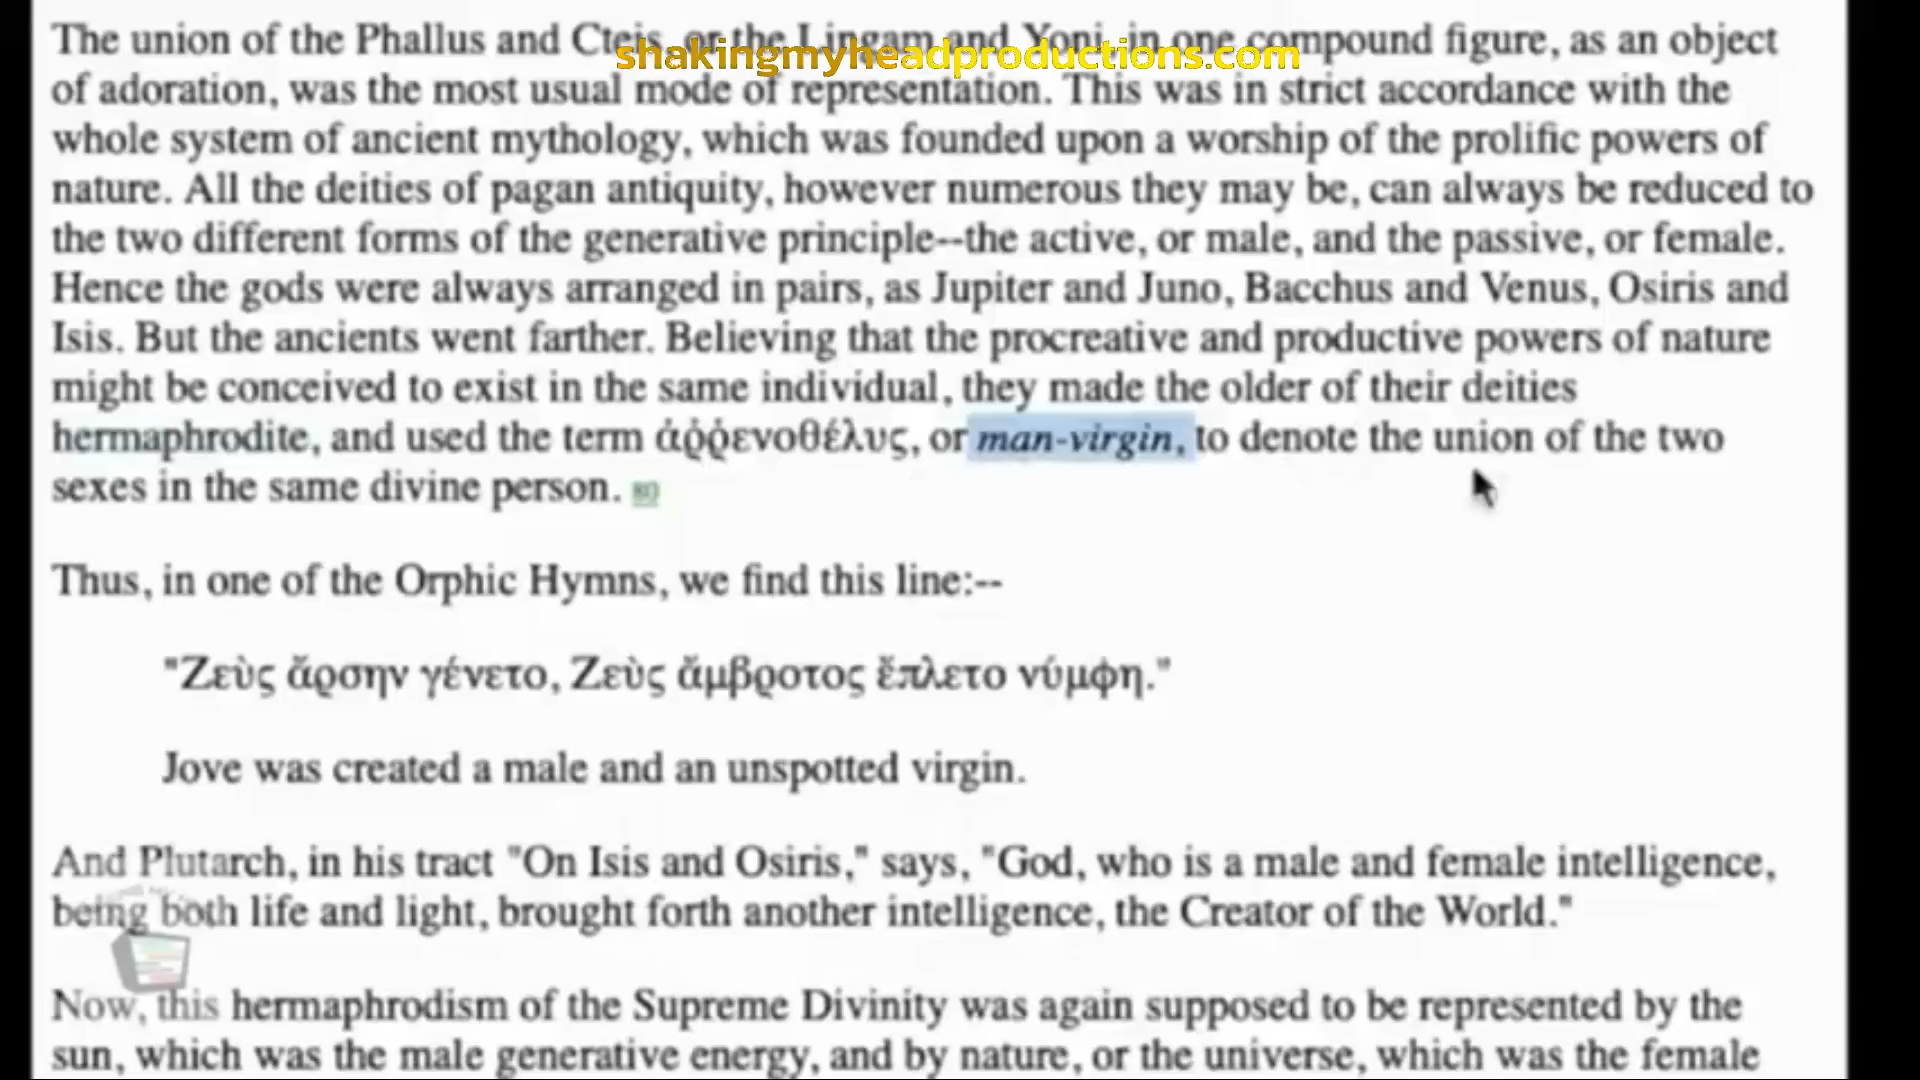 The union of the Phallus and Cteis, or the Lingam and Yoni, in one compound figure, as an object
shakingmyheadproductions.com
of adoration, was the most usual mode of representation. This was in strict accordance with the
whole system of ancient mythology, which was founded upon a worship of the prolific powers of
nature. All the deities of pagan antiquity, however numerous they may be, can always be reduced to
the two different forms of the generative principle--the active, or male, and the passive, or female.
Hence the gods were always arranged in pairs, as Jupiter and Juno, Bacchus and Venus, Osiris and
Isis. But the ancients went farther. Believing that the procreative and productive powers of nature
might be conceived to exist in the same individual, they made the older of their deities
hermaphrodite, and used the term ἀῤῥενοθέλυς, or man-virgin, to denote the union of the two
sexes in the same divine person. 80
Thus, in one of the Orphic Hymns, we find this line:--
"Ζεὺς ἄρσην γένετο, Ζεὺς ἄμβροτος ἔπλετο νύμφη."
Jove was created a male and an unspotted virgin.
And Plutarch, in his tract "On Isis and Osiris," says, "God, who is a male and female intelligence,
being both life and light, brought forth another intelligence, the Creator of the World."
Now, this hermaphrodism of the Supreme Divinity was again supposed to be represented by the
sun, which was the male generative energy, and by nature, or the universe, which was the female